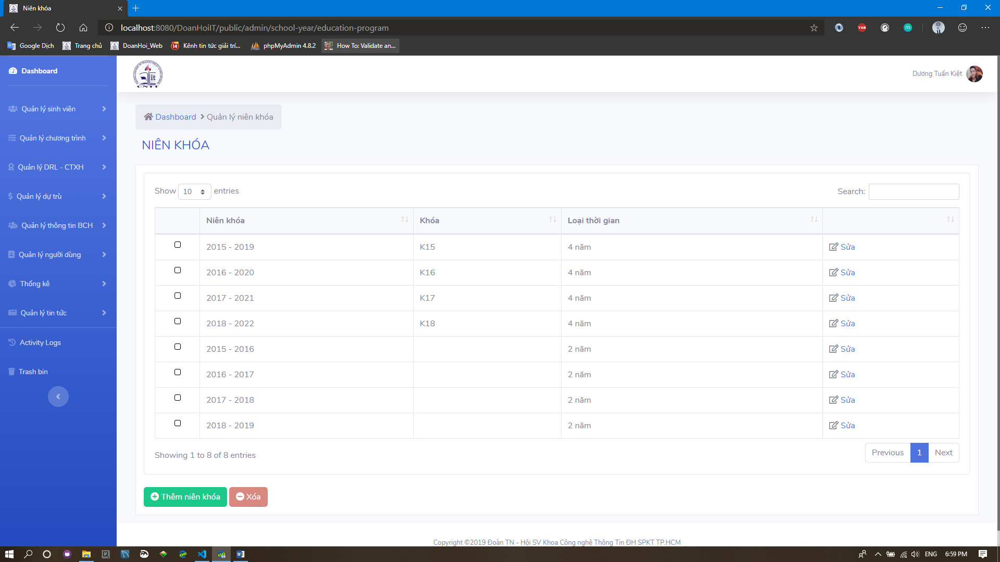 Niên khóa
localhost:8080/DoanHoiIT/public/admin/school-year/education-program
YAB
m
Google Dịch
Trang chủ
DoanHoi_Web
14
Kênh tin tức giải trí...
phpMyAdmin 4.8.2
How To: Validate an...
Dashboard
it
CNTT
Dương Tuấn Kiệt
Quản lý sinh viên
Quản lý chương trình
Quản lý DRL - CTXH
Quản lý dự trù
Quản lý thông tin BCH
Quản lý người dùng
Thống kê
Quản lý tin tức
Activity Logs
Trash bin
Dashboard > Quản lý niên khóa
NIÊN KHÓA
Show 10 entries
Search:
Niên khóa Khóa Loại thời gian
2015 - 2019 K15 4 năm Sửa
2016 - 2020 K16 4 năm Sửa
2017 - 2021 K17 4 năm Sửa
2018 - 2022 K18 4 năm Sửa
2015 - 2016 2 năm Sửa
2016 - 2017 2 năm Sửa
2017 - 2018 2 năm Sửa
2018 - 2019 2 năm Sửa
Showing 1 to 8 of 8 entries
Previous 1 Next
Thêm niên khóa
Xóa
Copyright ©2019 Đoàn TN - Hội SV Khoa Công nghệ Thông Tin ĐH SPKT TP.HCM
ENG
6:59 PM